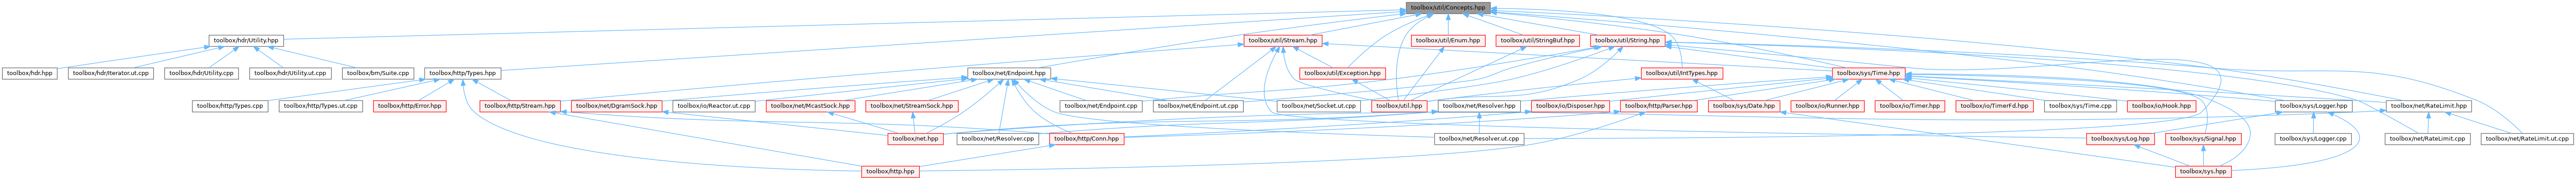 toolbox/util/Concepts.hpp
toolbox/hdr/Utility.hpp
toolbox/util/Stream.hpp
toolbox/util/Enum.hpp
toolbox/util/StringBuf.hpp
toolbox/util/String.hpp
toolbox/hdr.hpp
toolbox/hdr/Iterator.ut.cpp
toolbox/hdr/Utility.cpp
toolbox/hdr/Utility.ut.cpp
toolbox/bm/Suite.cpp
toolbox/http/Types.hpp
toolbox/net/Endpoint.hpp
toolbox/util/Exception.hpp
toolbox/util/IntTypes.hpp
toolbox/sys/Time.hpp
toolbox/http/Types.cpp
toolbox/http/Types.ut.cpp
toolbox/http/Error.hpp
toolbox/http/Stream.hpp
toolbox/net/DgramSock.hpp
toolbox/io/Reactor.ut.cpp
toolbox/net/McastSock.hpp
toolbox/net/StreamSock.hpp
toolbox/net/Endpoint.cpp
toolbox/net/Endpoint.ut.cpp
toolbox/net/Socket.ut.cpp
toolbox/util.hpp
toolbox/net/Resolver.hpp
toolbox/io/Disposer.hpp
toolbox/http/Parser.hpp
toolbox/sys/Date.hpp
toolbox/io/Runner.hpp
toolbox/io/Timer.hpp
toolbox/io/TimerFd.hpp
toolbox/sys/Time.cpp
toolbox/io/Hook.hpp
toolbox/sys/Logger.hpp
toolbox/net/RateLimit.hpp
toolbox/net.hpp
toolbox/net/Resolver.cpp
toolbox/http/Conn.hpp
toolbox/net/Resolver.ut.cpp
toolbox/sys/Log.hpp
toolbox/sys/Signal.hpp
toolbox/sys/Logger.cpp
toolbox/net/RateLimit.cpp
toolbox/net/RateLimit.ut.cpp
toolbox/http.hpp
toolbox/sys.hpp